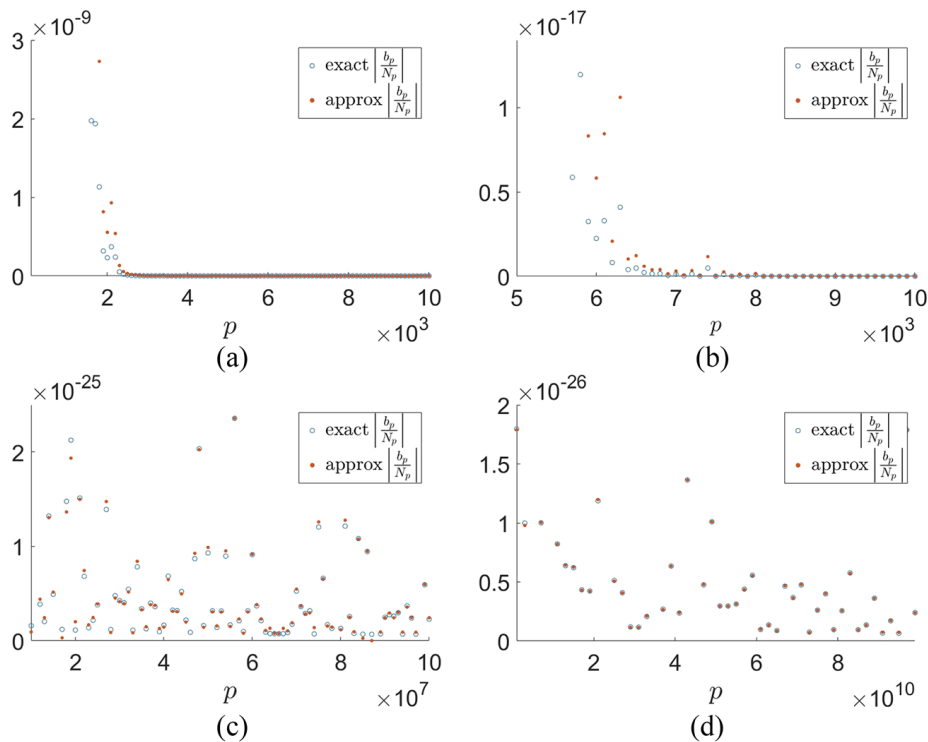 ×10^-9
3
2
1
0
2
4
6
8
10
p
×10^3
exact |b_p/N_p|
approx |b_p/N_p|
(a)
×10^-17
1
0.5
0
5
6
7
8
9
10
p
×10^3
exact |b_p/N_p|
approx |b_p/N_p|
(b)
×10^-25
2
1
0
2
4
6
8
10
p
×10^7
exact |b_p/N_p|
approx |b_p/N_p|
(c)
×10^-26
2
1.5
1
0.5
0
2
4
6
8
p
×10^10
exact |b_p/N_p|
approx |b_p/N_p|
(d)